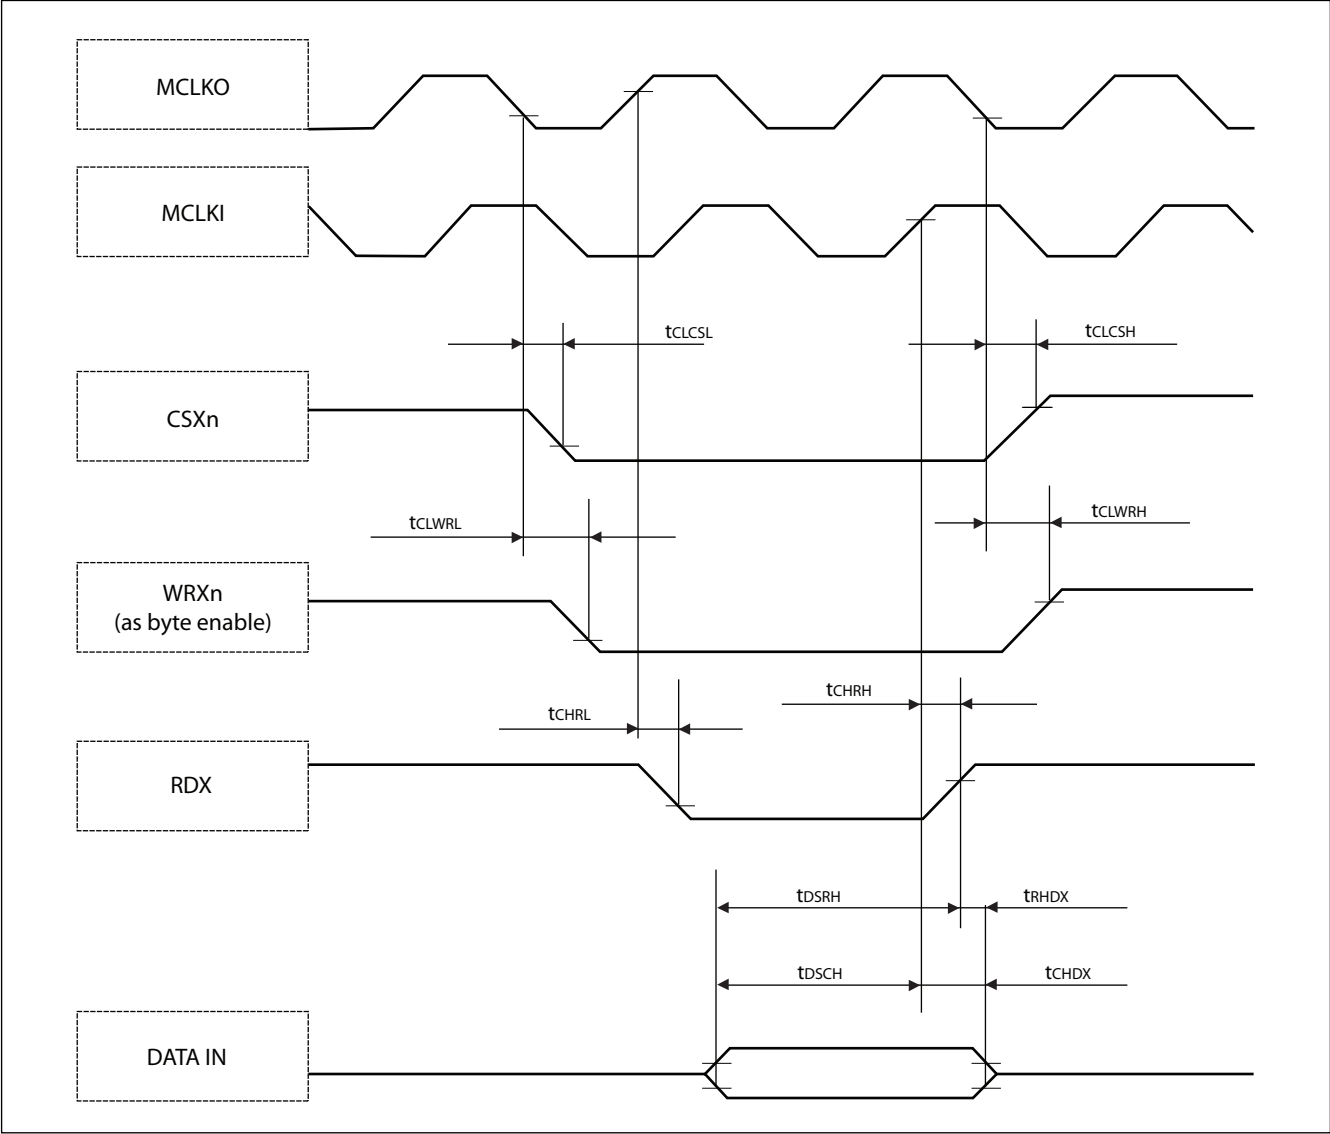 MCLKO
MCLKI
tCLCSL
tCLCSH
CSXn
tCLWRL
tCLWRH
WRXn
(as byte enable)
tCHRH
tCHRL
RDX
tDSRH
tRHDX
tDSCH
tCHDX
DATA IN